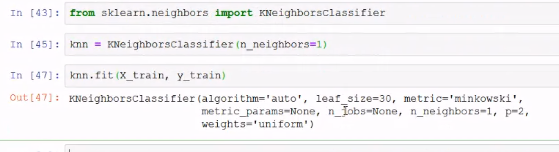 In [43]: from sklearn.neighbors import KNeighborsClassifier
In [45]: knn = KNeighborsClassifier(n_neighbors=1)
In [47]: knn.fit(X_train, y_train)
Out[47]: KNeighborsClassifier(algorithm='auto', leaf_size=30, metric='minkowski',
metric_params=None, n_jobs=None, n_neighbors=1, p=2,
weights='uniform')